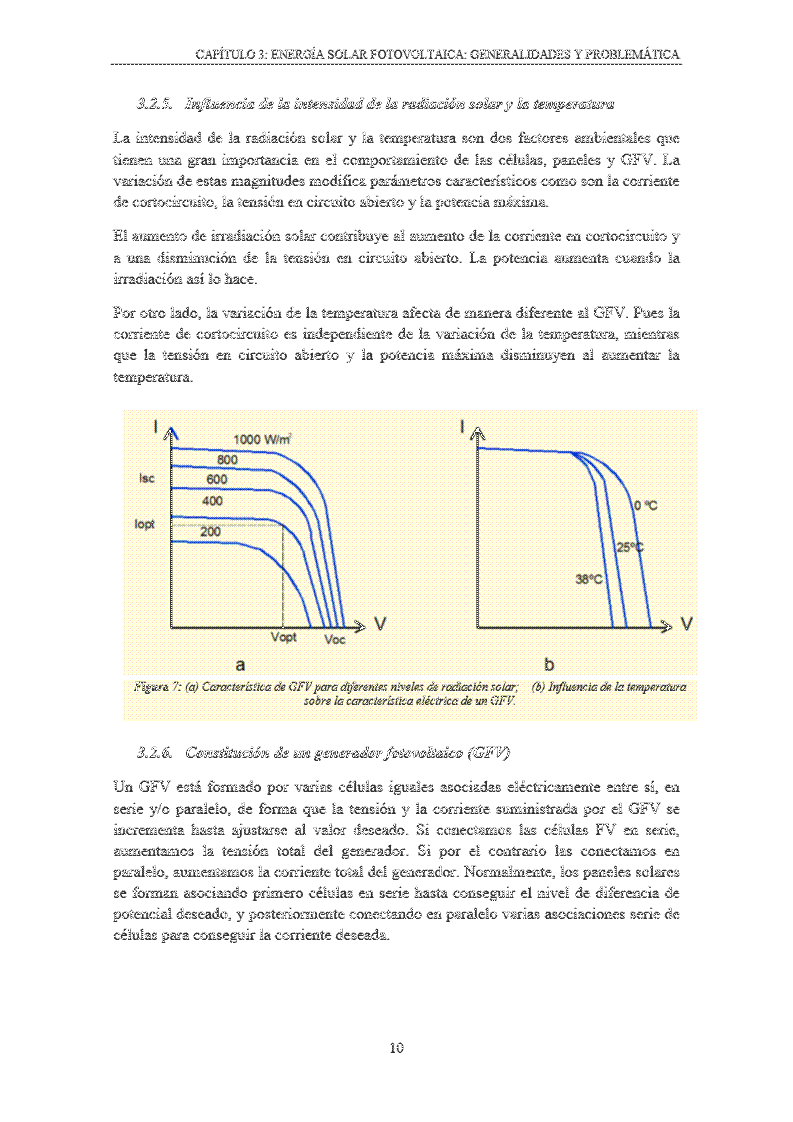 CAPÍTULO 3: ENERGÍA SOLAR FOTOVOLTAICA: GENERALIDADES Y PROBLEMÁTICA
3.2.5. Influencia de la intensidad de la radiación solar y la temperatura
La intensidad de la radiación solar y la temperatura son dos factores ambientales que
tienen una gran importancia en el comportamiento de las células, paneles y GFV. La
variación de estas magnitudes modifica parámetros característicos como son la corriente
de cortocircuito, la tensión en circuito abierto y la potencia máxima.
El aumento de irradiación solar contribuye al aumento de la corriente en cortocircuito y
a una disminución de la tensión en circuito abierto. La potencia aumenta cuando la
irradiación así lo hace.
Por otro lado, la variación de la temperatura afecta de manera diferente al GFV. Pues la
corriente de cortocircuito es independiente de la variación de la temperatura, mientras
que la tensión en circuito abierto y la potencia máxima disminuyen al aumentar la
temperatura.
I
1000 W/m²
800
Isc
600
400
Iopt
200
Vopt
Voc
V
a
I
0 ºC
25ºC
38ºC
V
b
Figura 7: (a) Característica de GFV para diferentes niveles de radiación solar; (b) Influencia de la temperatura
sobre la característica eléctrica de un GFV.
3.2.6. Constitución de un generador fotovoltaico (GFV)
Un GFV está formado por varias células iguales asociadas eléctricamente entre sí, en
serie y/o paralelo, de forma que la tensión y la corriente suministrada por el GFV se
incrementa hasta ajustarse al valor deseado. Si conectamos las células FV en serie,
aumentamos la tensión total del generador. Si por el contrario las conectamos en
paralelo, aumentamos la corriente total del generador. Normalmente, los paneles solares
se forman asociando primero células en serie hasta conseguir el nivel de diferencia de
potencial deseado, y posteriormente conectando en paralelo varias asociaciones serie de
células para conseguir la corriente deseada.
10